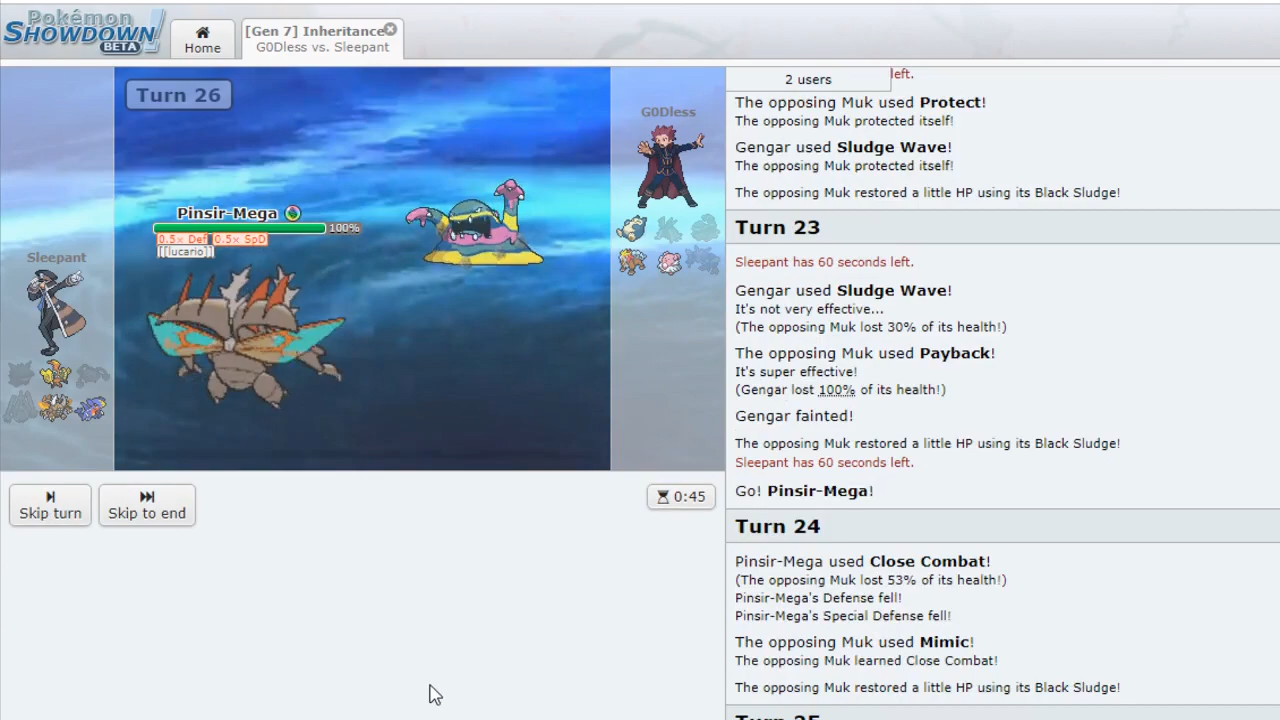 Pokémon
SHOWDOWN!
BETA
Home
[Gen 7] Inheritance
G0Dless vs. Sleepant
Turn 26
Pinsir-Mega
100%
0.5× Def 0.5× SpD
[[lucario]]
Sleepant
G0Dless
Skip turn
Skip to end
0:45
2 users
left.
The opposing Muk used Protect!
The opposing Muk protected itself!
Gengar used Sludge Wave!
The opposing Muk protected itself!
The opposing Muk restored a little HP using its Black Sludge!
Turn 23
Sleepant has 60 seconds left.
Gengar used Sludge Wave!
It's not very effective...
(The opposing Muk lost 30% of its health!)
The opposing Muk used Payback!
It's super effective!
(Gengar lost 100% of its health!)
Gengar fainted!
The opposing Muk restored a little HP using its Black Sludge!
Sleepant has 60 seconds left.
Go! Pinsir-Mega!
Turn 24
Pinsir-Mega used Close Combat!
(The opposing Muk lost 53% of its health!)
Pinsir-Mega's Defense fell!
Pinsir-Mega's Special Defense fell!
The opposing Muk used Mimic!
The opposing Muk learned Close Combat!
The opposing Muk restored a little HP using its Black Sludge!
Turn 25